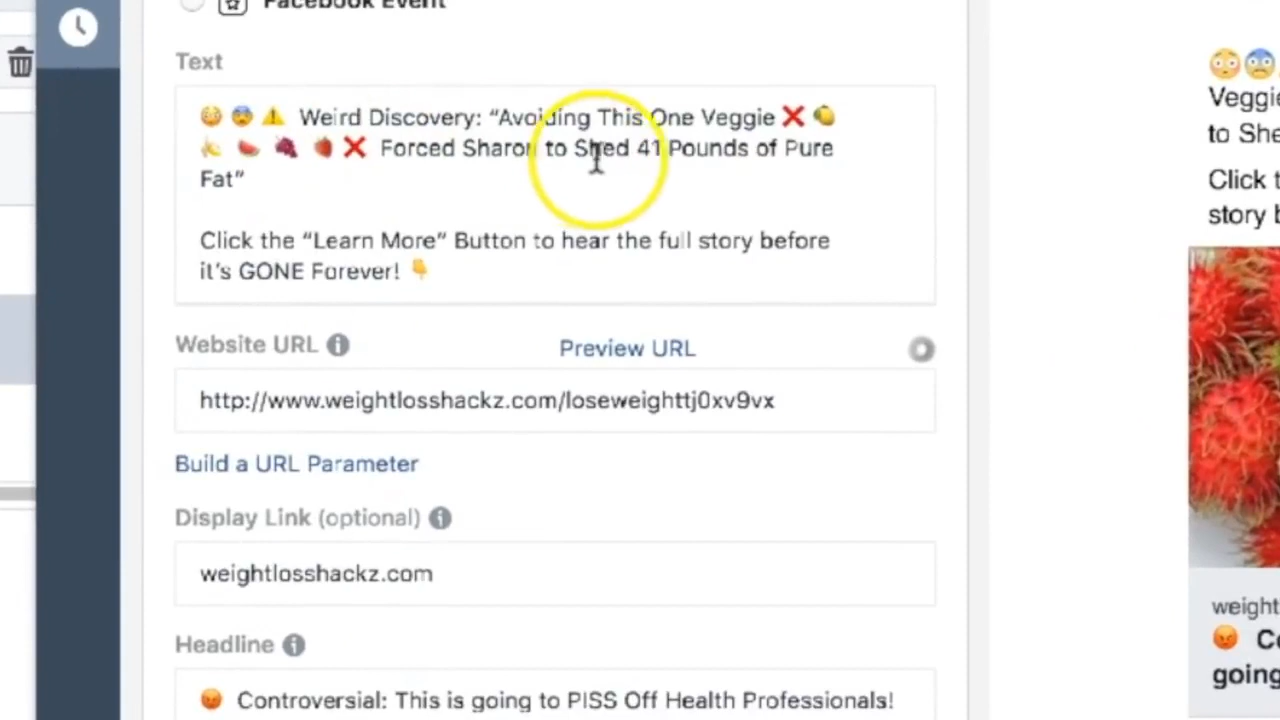 Facebook Event
Text
😳 😨 ⚠️ Weird Discovery: “Avoiding This One Veggie ❌ 🍋
🍌 🍉 🍇 🍓 ❌ Forced Sharon to Shed 41 Pounds of Pure
Fat”
Click the “Learn More” Button to hear the full story before
it’s GONE Forever! 👇
Website URL
Preview URL
http://www.weightlosshackz.com/loseweighttj0xv9vx
Build a URL Parameter
Display Link (optional)
weightlosshackz.com
Headline
😡 Controversial: This is going to PISS Off Health Professionals!
😳😨
Veggie
to She
Click t
story b
weight
😡 Co
going